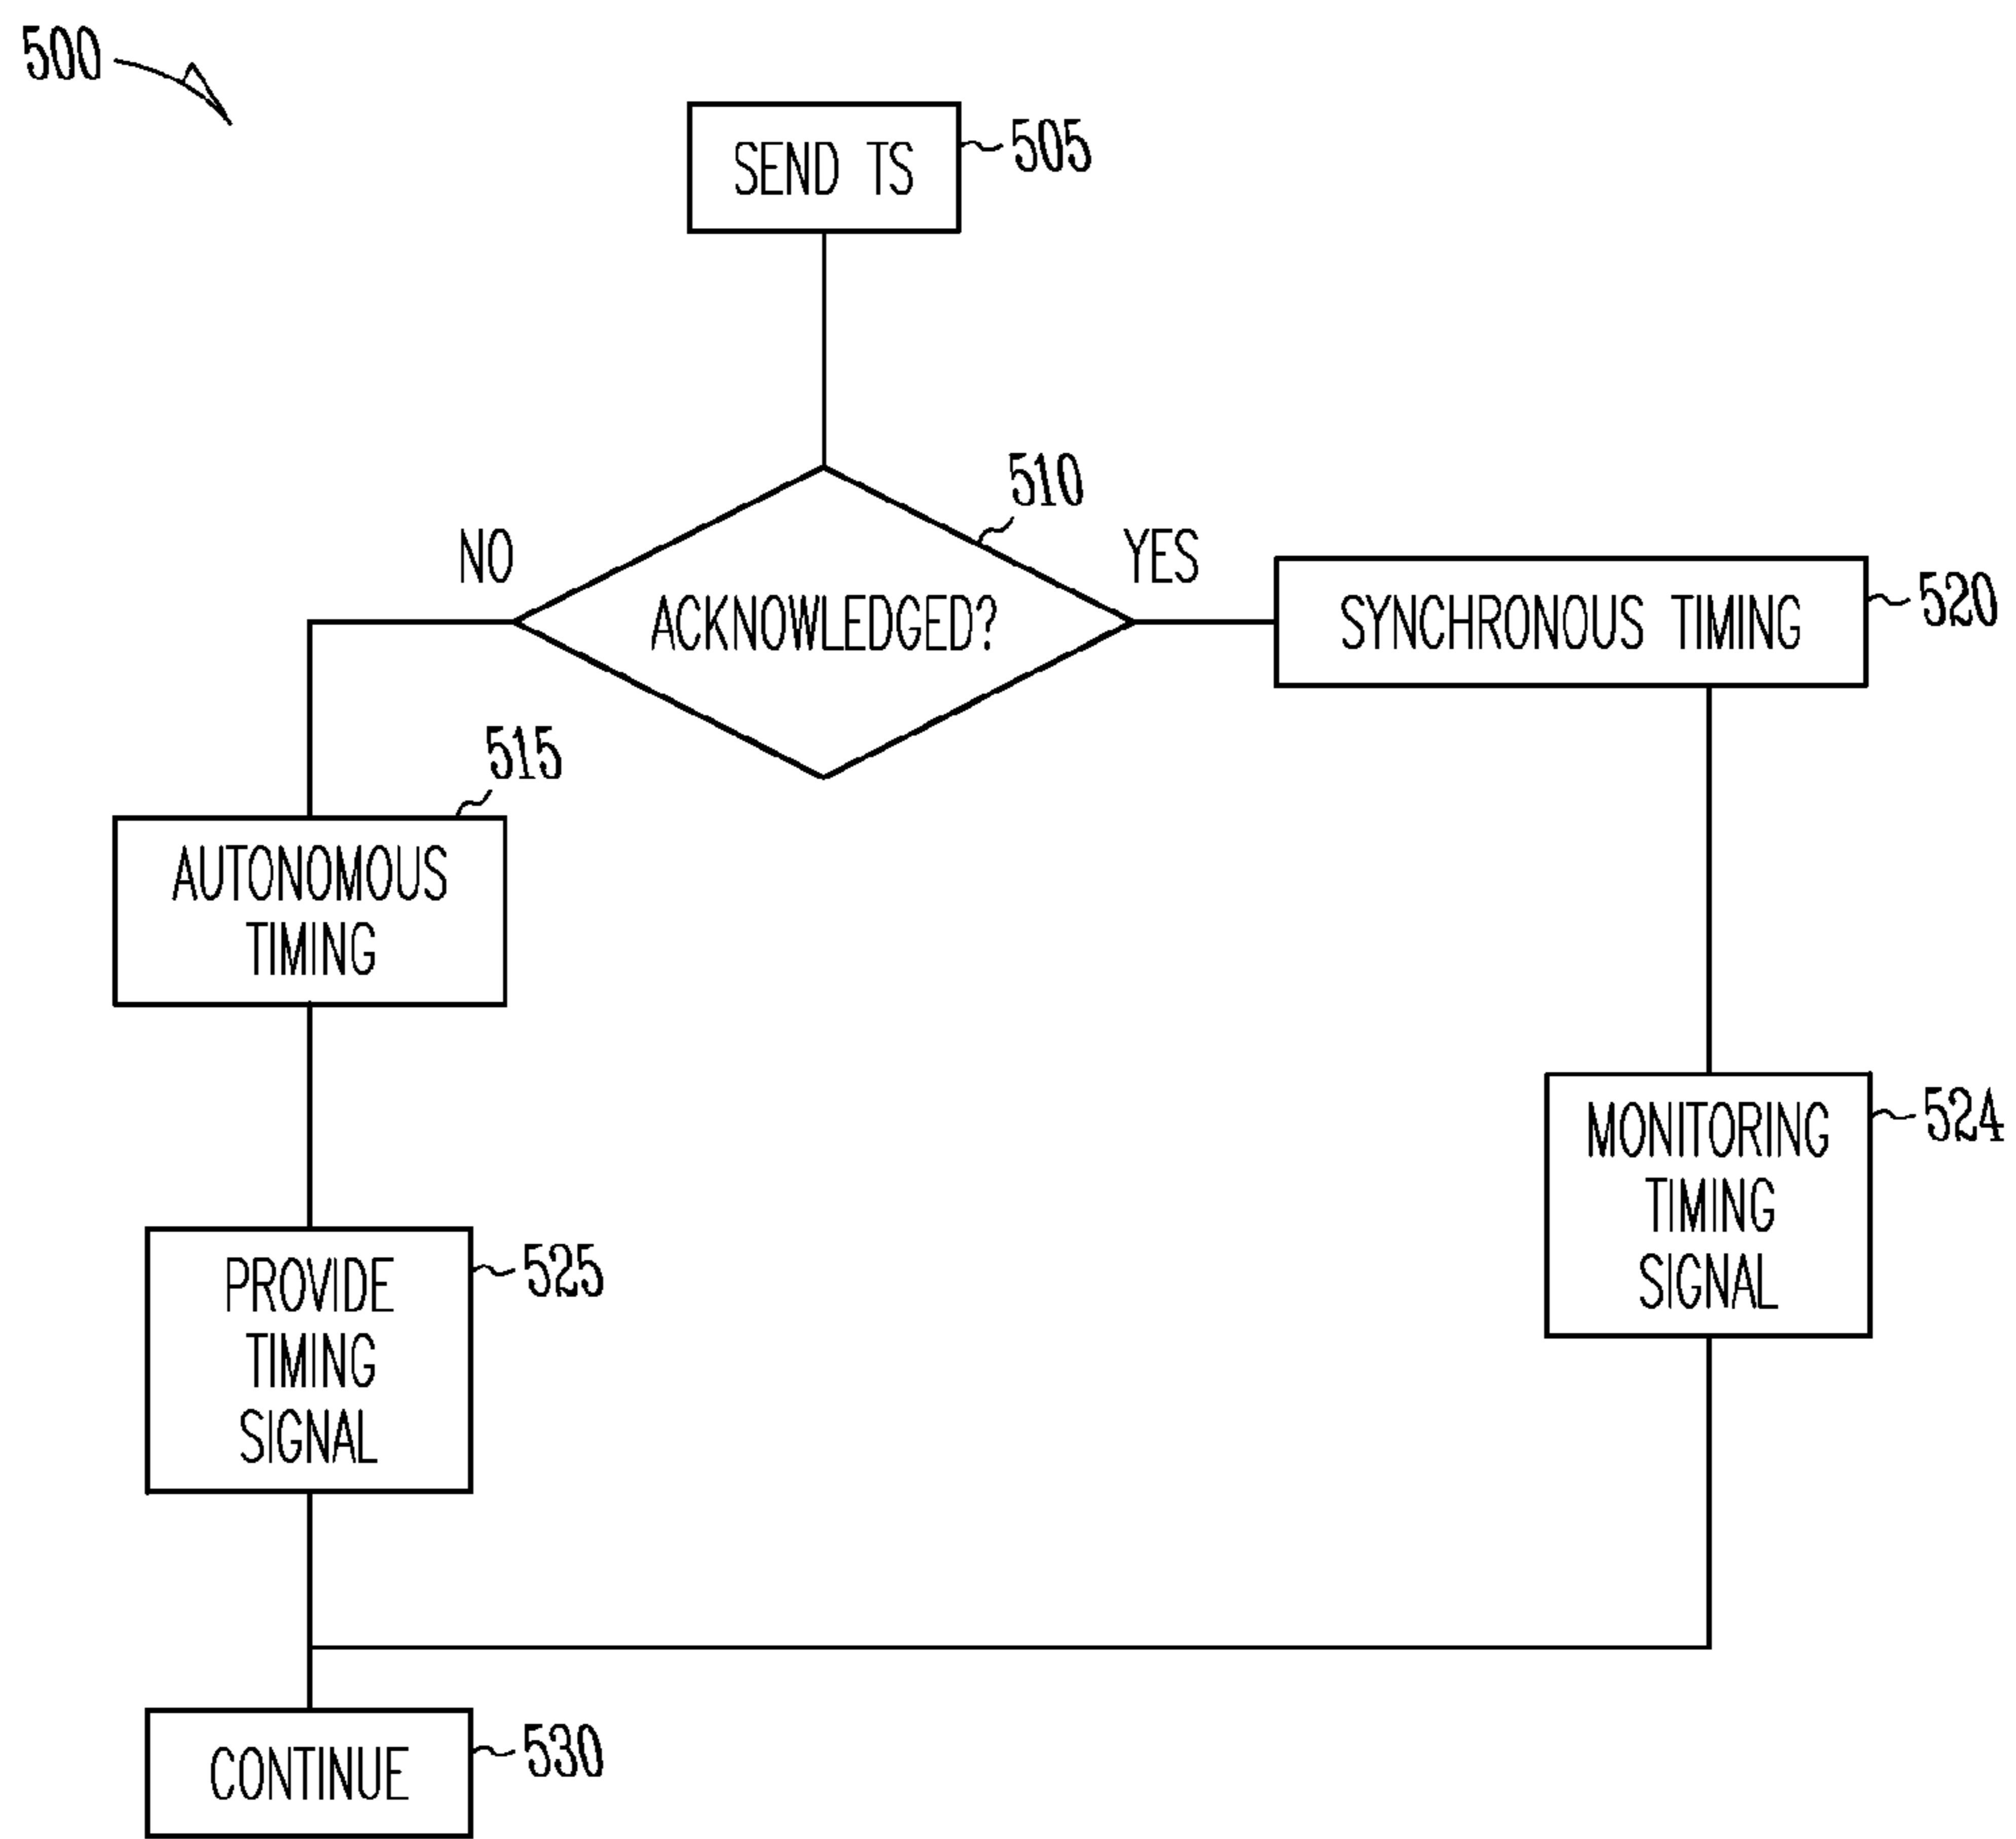 500
SEND TS
505
510
NO
YES
ACKNOWLEDGED?
SYNCHRONOUS TIMING
520
515
AUTONOMOUS
TIMING
MONITORING
TIMING
SIGNAL
524
PROVIDE
TIMING
SIGNAL
525
CONTINUE
530